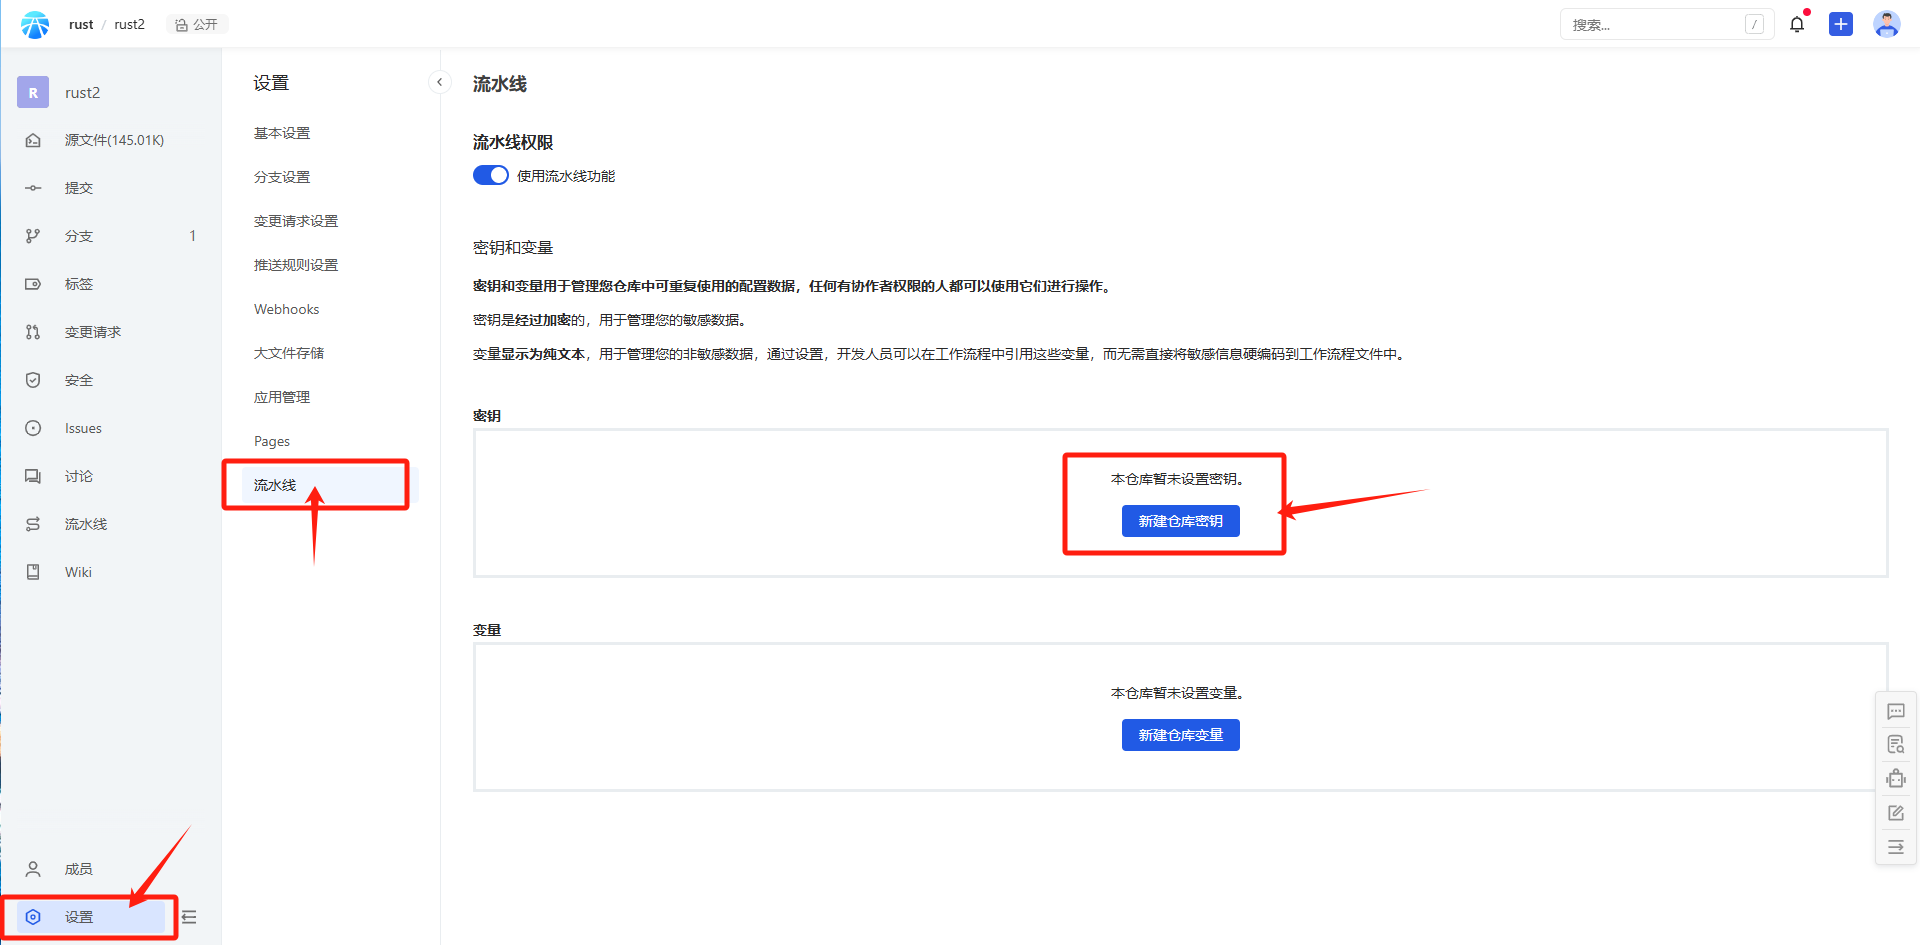 rust / rust2 公开
搜索... /
R rust2
源文件(145.01K)
提交
分支 1
标签
变更请求
安全
Issues
讨论
流水线
Wiki
成员
设置
设置
基本设置
分支设置
变更请求设置
推送规则设置
Webhooks
大文件存储
应用管理
Pages
流水线
流水线
流水线权限
使用流水线功能
密钥和变量
密钥和变量用于管理您仓库中可重复使用的配置数据，任何有协作者权限的人都可以使用它们进行操作。
密钥是经过加密的，用于管理您的敏感数据。
变量显示为纯文本，用于管理您的非敏感数据，通过设置，开发人员可以在工作流程中引用这些变量，而无需直接将敏感信息硬编码到工作流程文件中。
密钥
本仓库暂未设置密钥。
新建仓库密钥
变量
本仓库暂未设置变量。
新建仓库变量